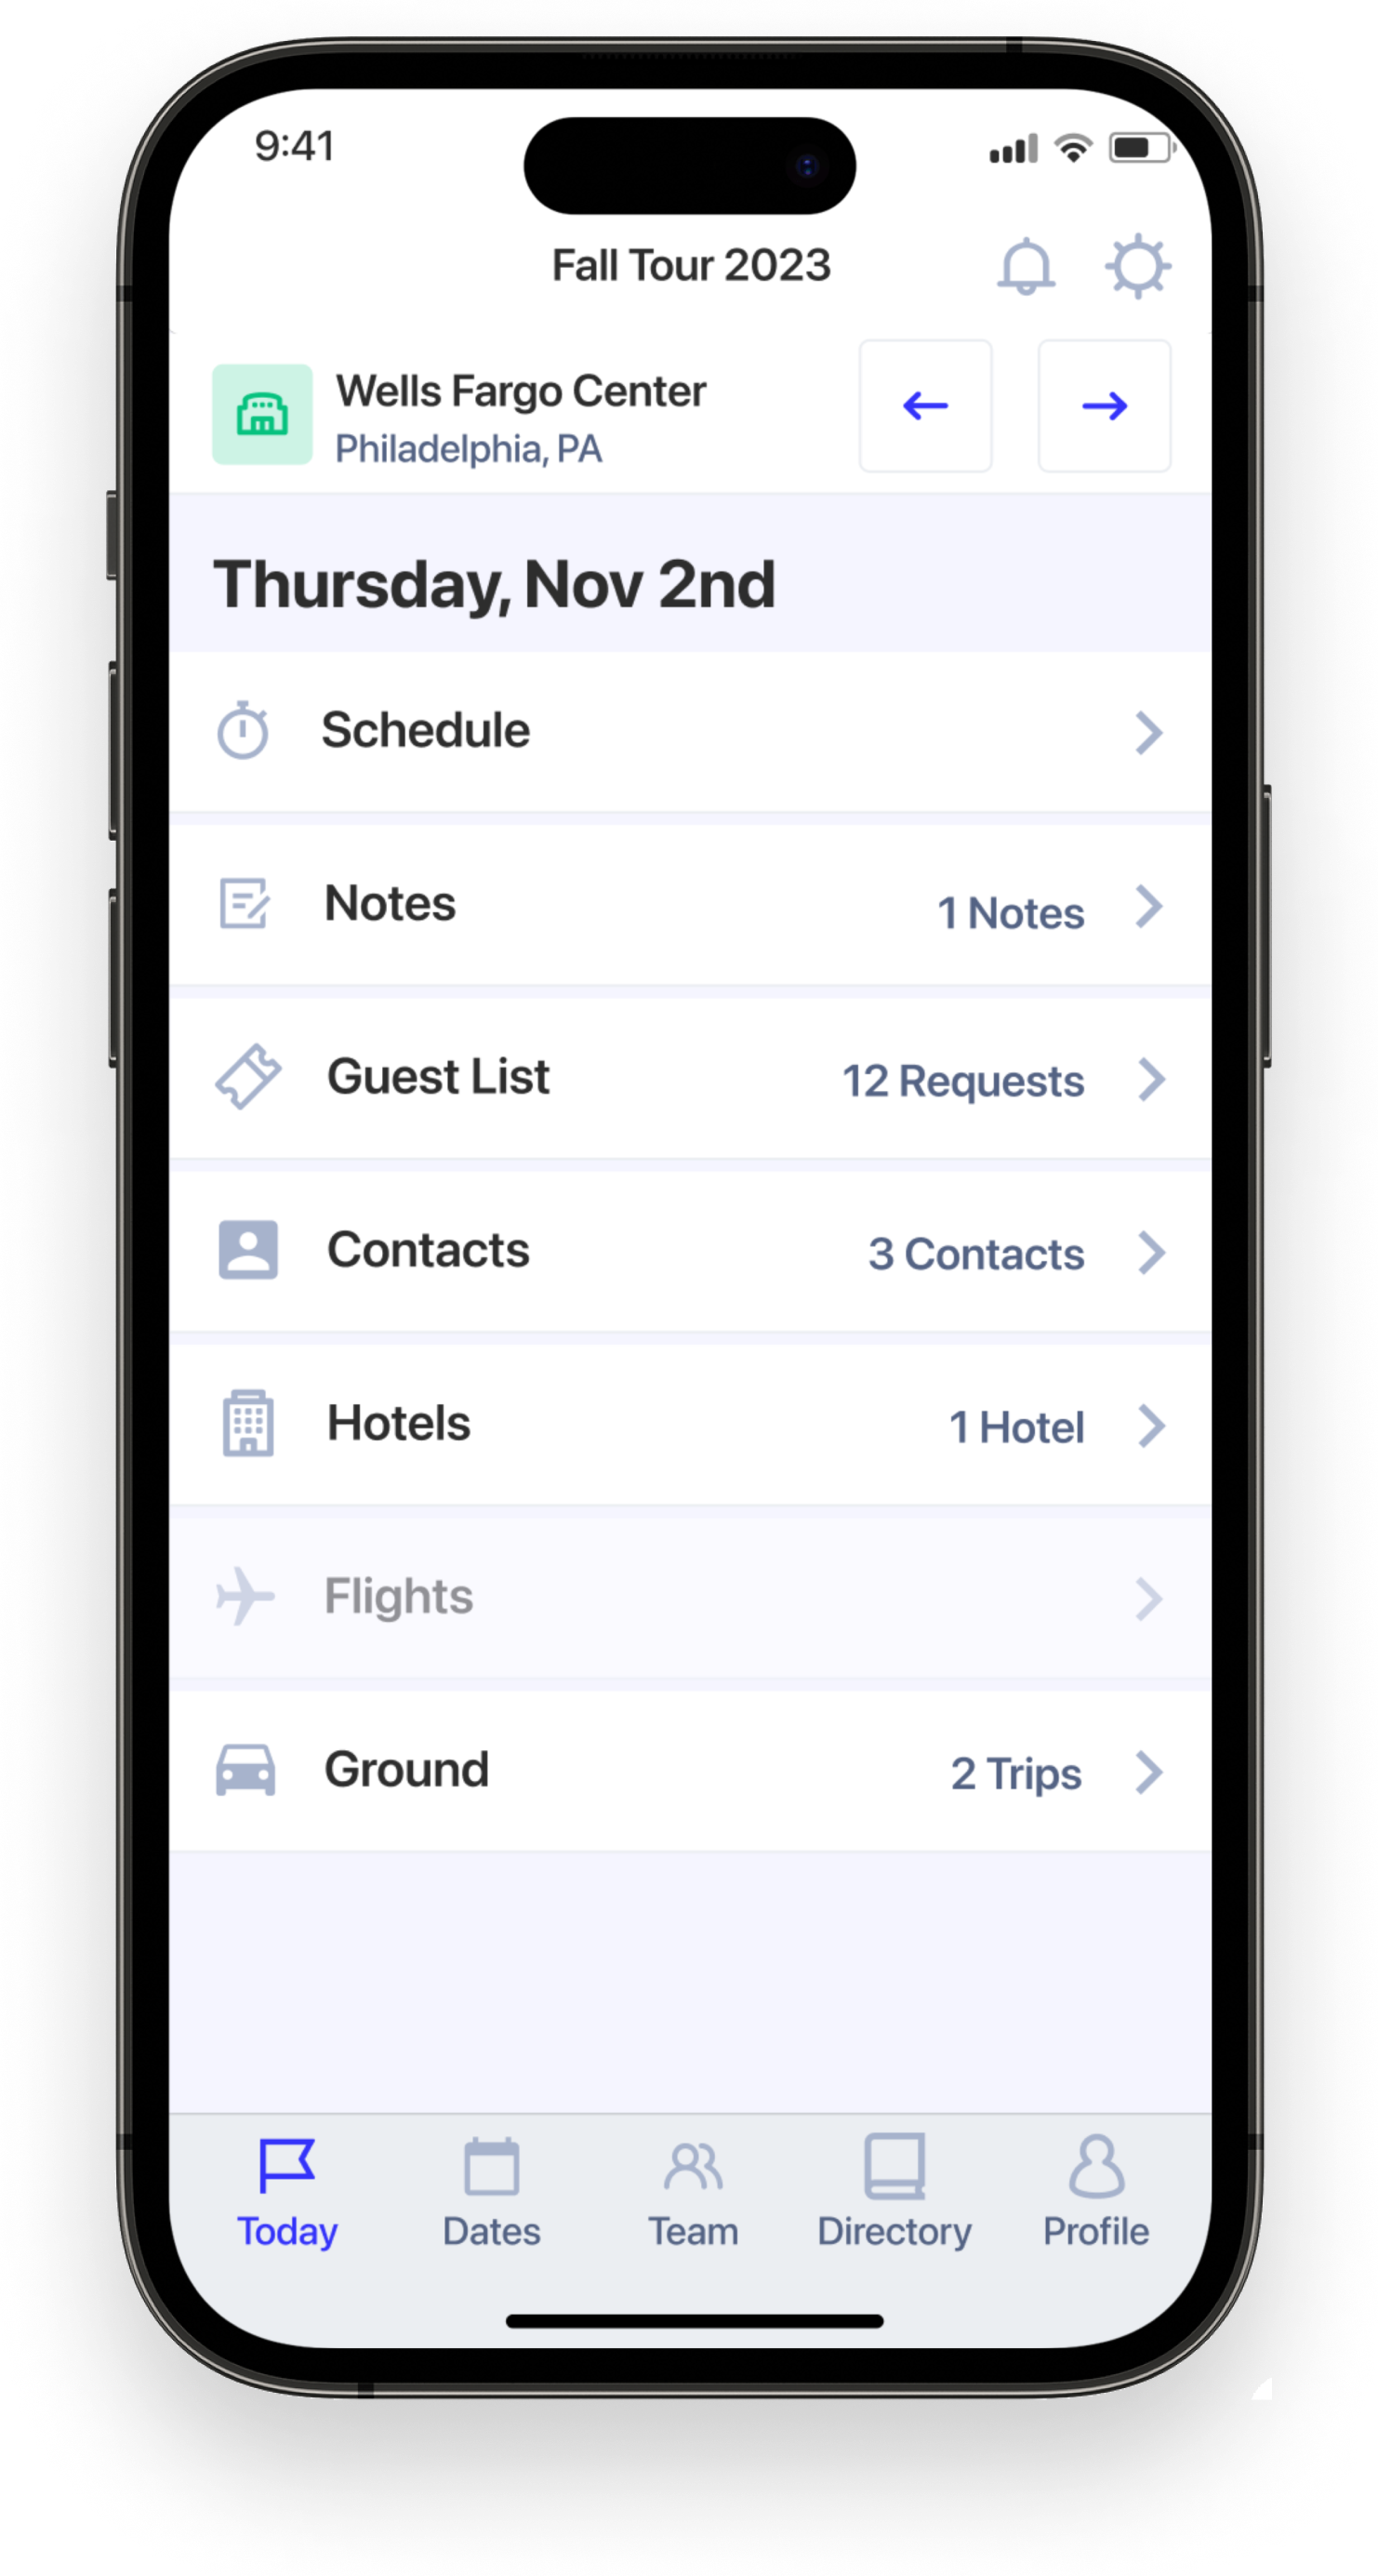 9:41
Fall Tour 2023
Wells Fargo Center
Philadelphia, PA
Thursday, Nov 2nd
Schedule
Notes 1 Notes
Guest List 12 Requests
Contacts 3 Contacts
Hotels 1 Hotel
Flights
Ground 2 Trips
Today Dates Team Directory Profile